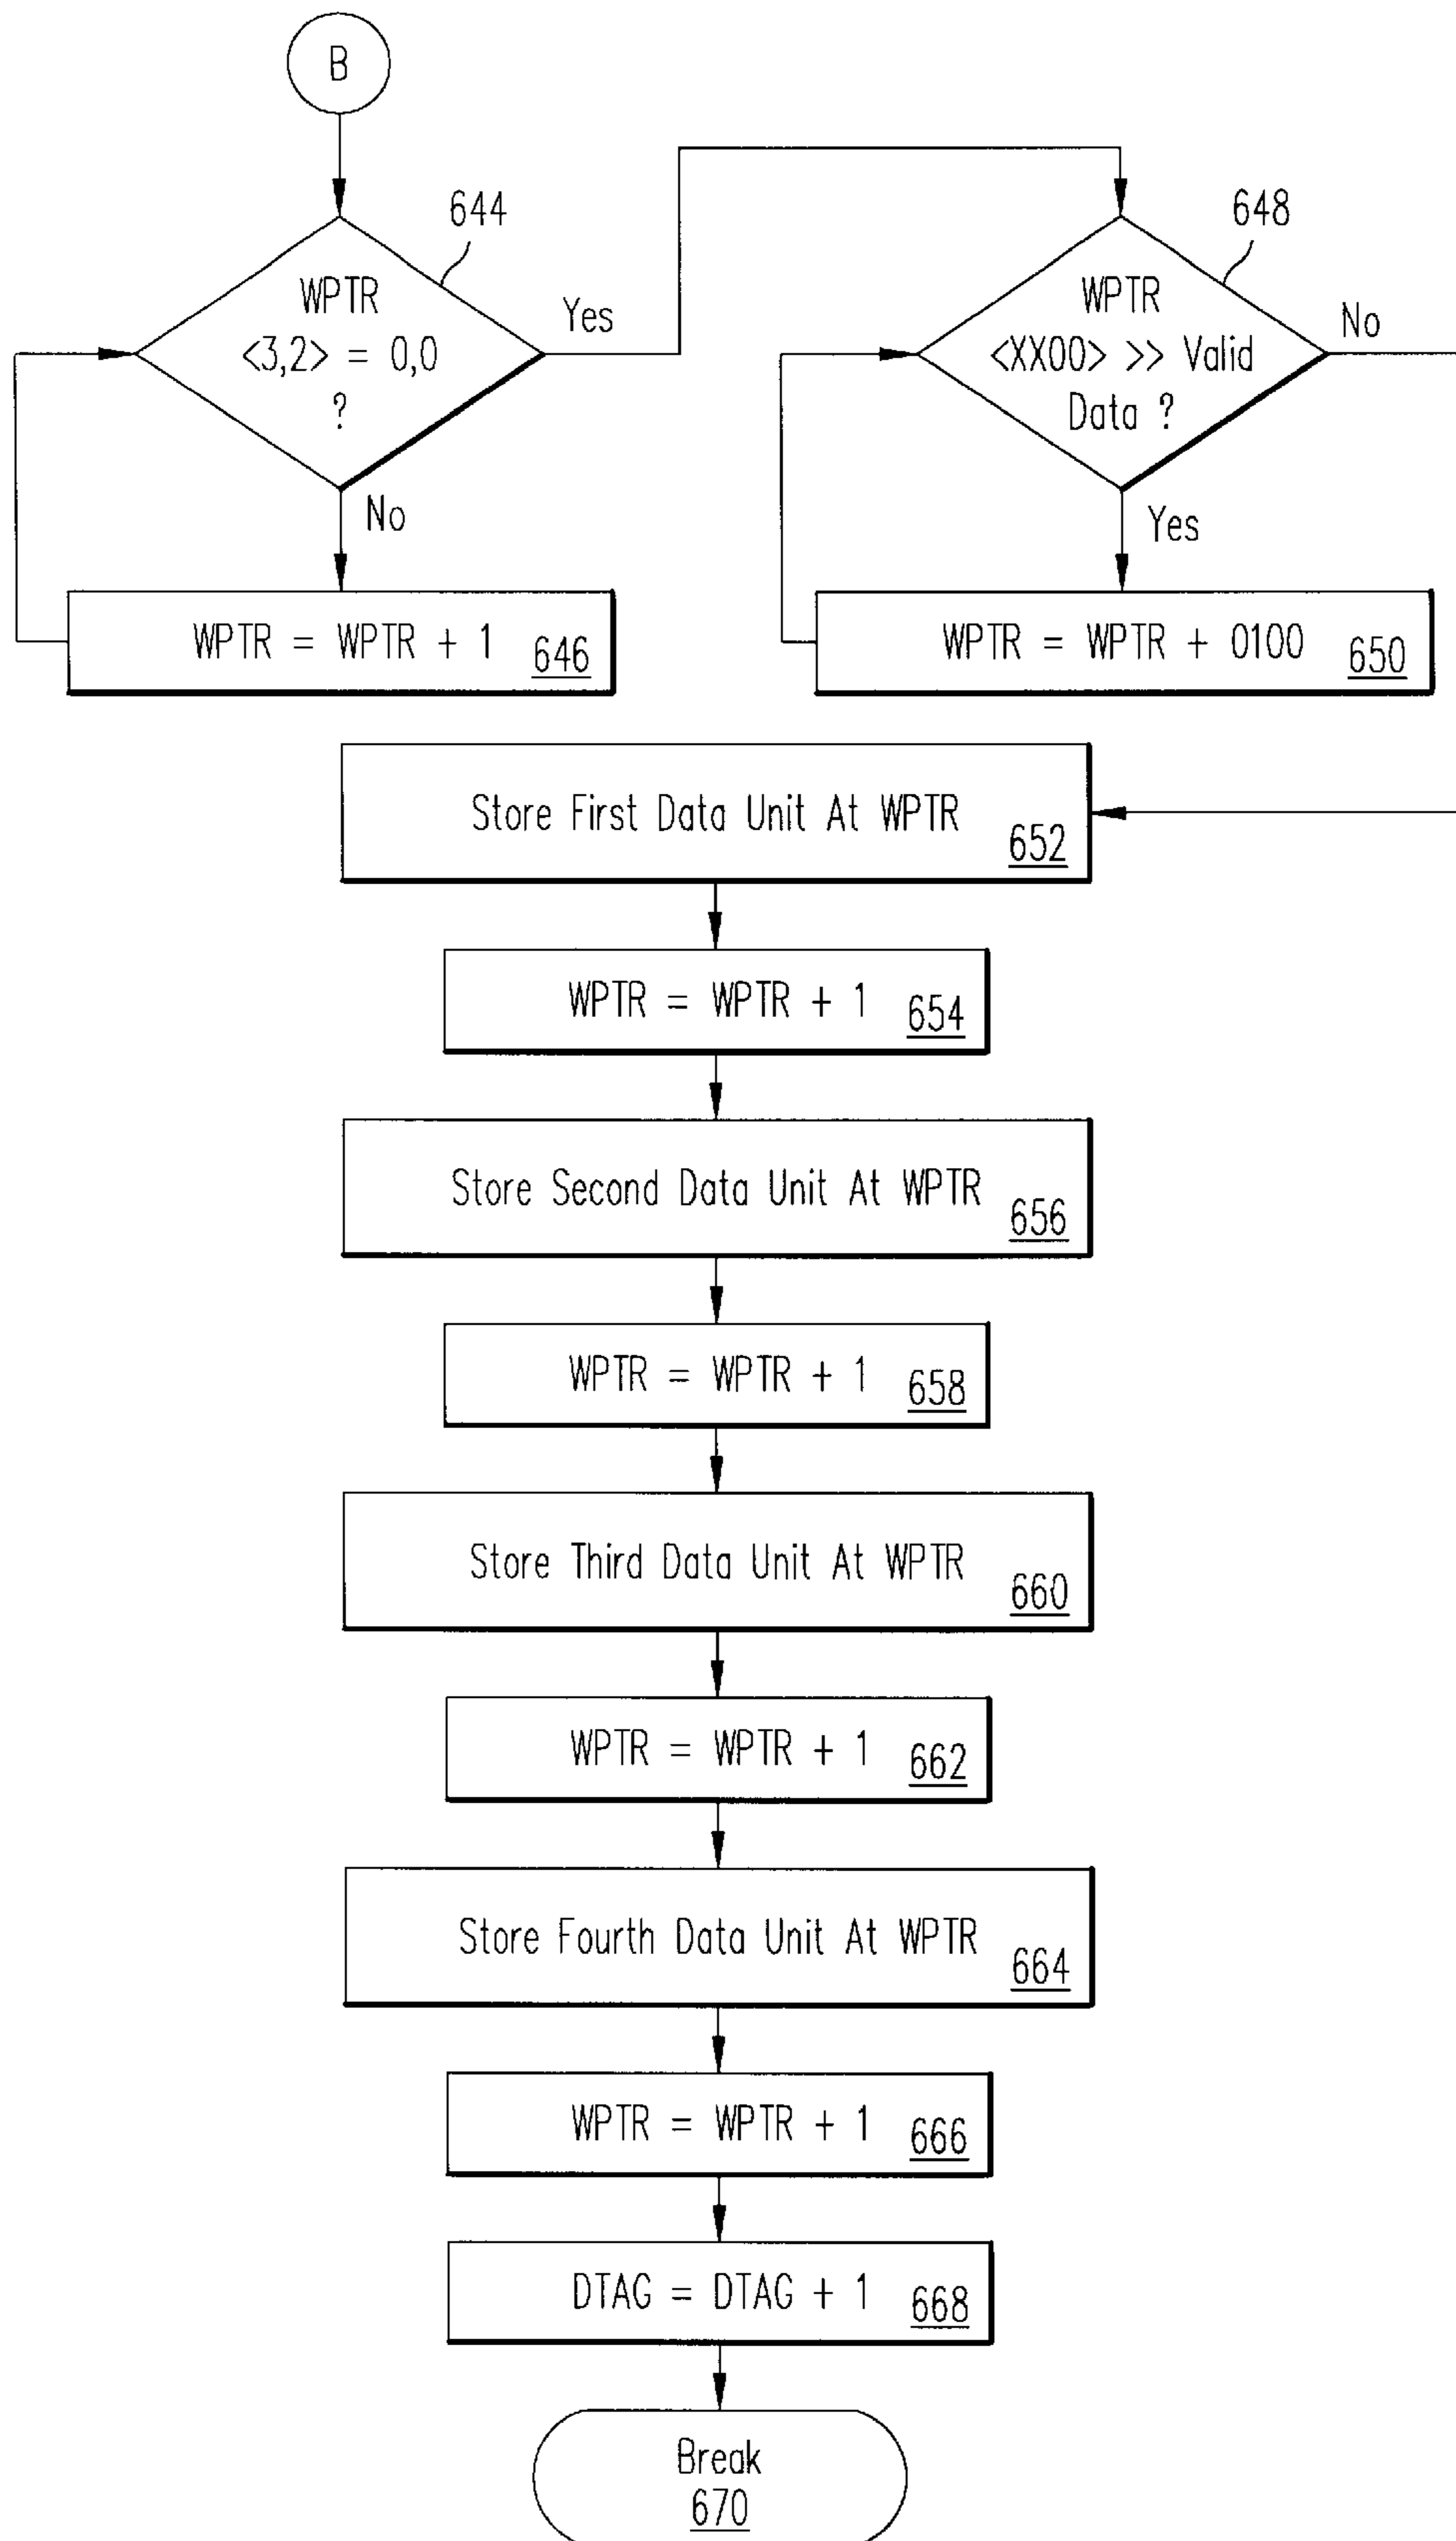 B
644
WPTR
<3,2> = 0,0
?
Yes
No
WPTR = WPTR + 1 646
648
WPTR
<XX00> >> Valid
Data ?
No
Yes
WPTR = WPTR + 0100 650
Store First Data Unit At WPTR
652
WPTR = WPTR + 1 654
Store Second Data Unit At WPTR
656
WPTR = WPTR + 1 658
Store Third Data Unit At WPTR
660
WPTR = WPTR + 1 662
Store Fourth Data Unit At WPTR
664
WPTR = WPTR + 1 666
DTAG = DTAG + 1 668
Break
670